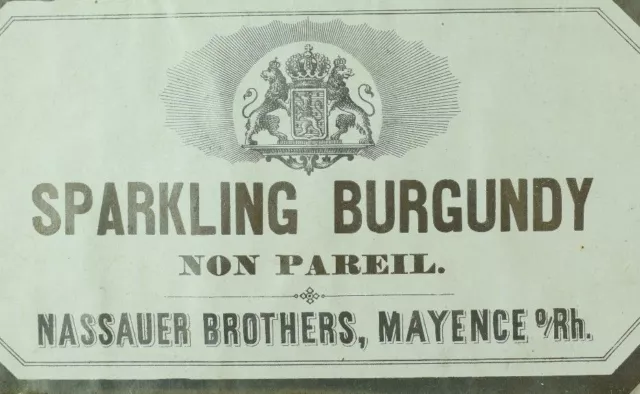 SPARKLING BURGUNDY
NON PAREIL.
NASSAUER BROTHERS, MAYENCE o/Rh.